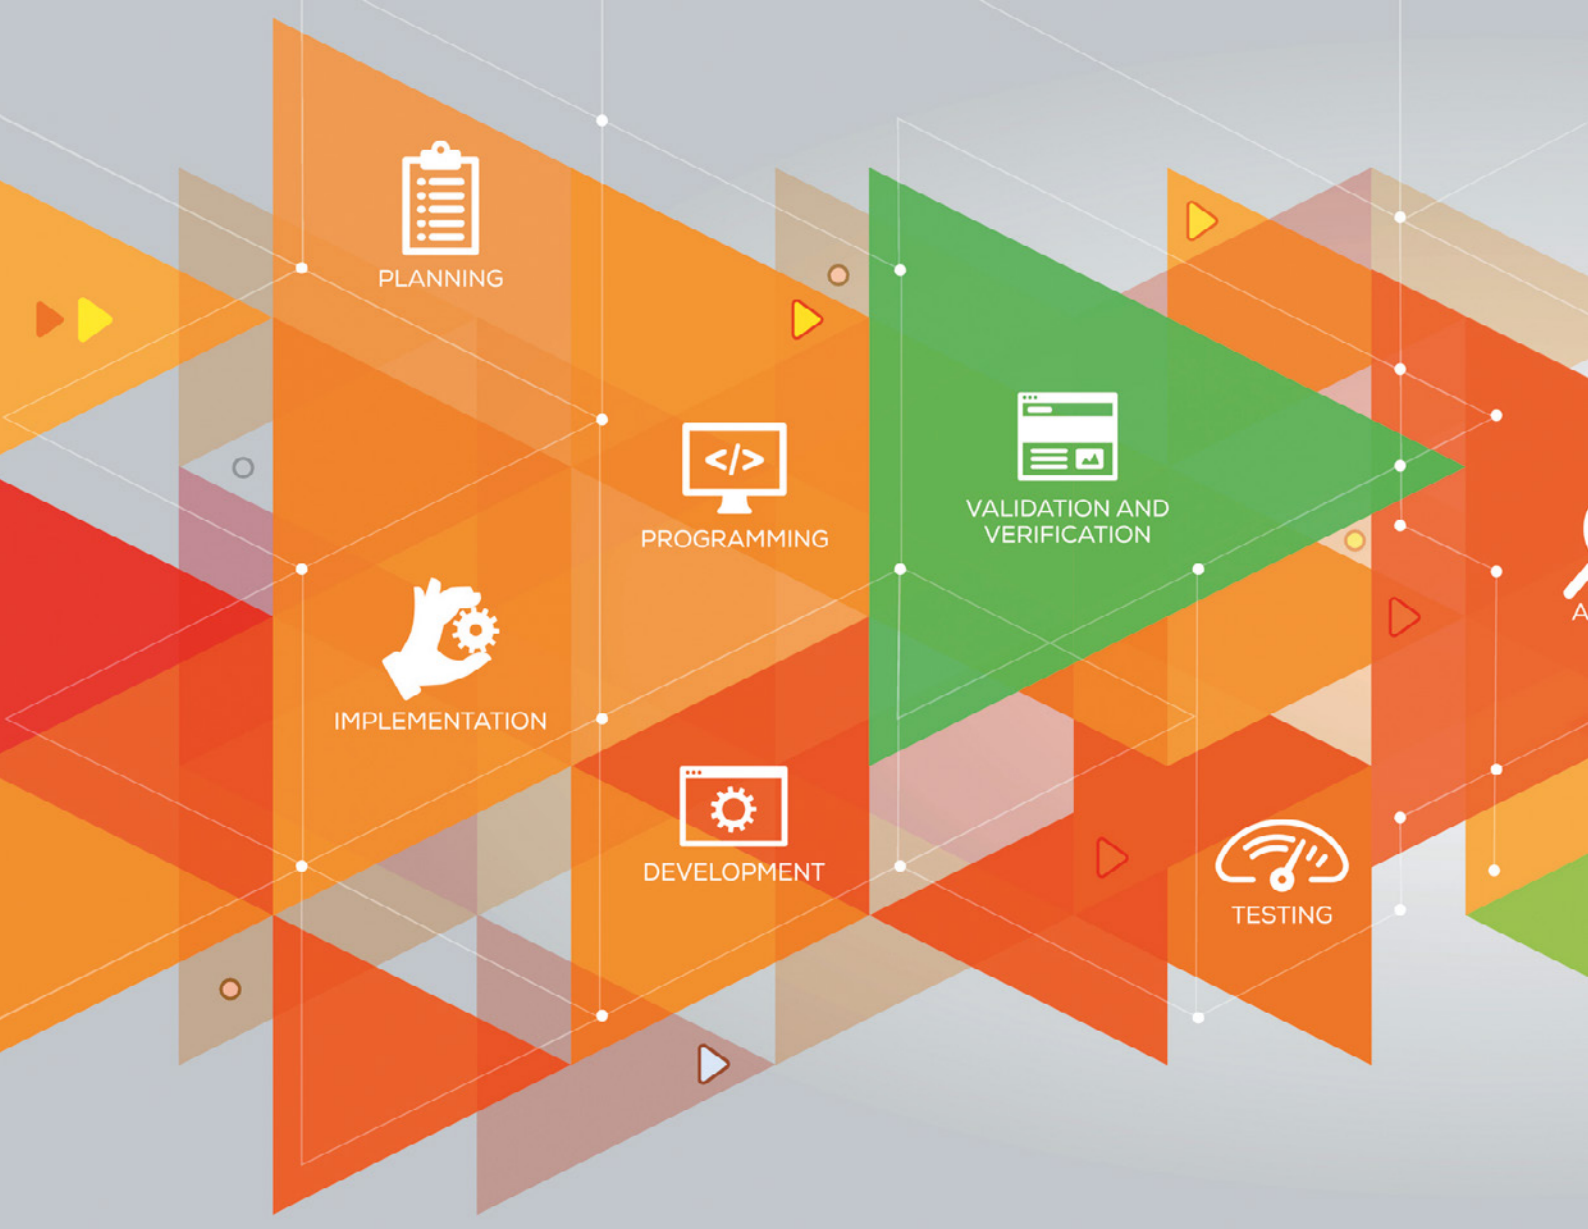 PLANNING
</>
PROGRAMMING
VALIDATION AND
VERIFICATION
IMPLEMENTATION
DEVELOPMENT
TESTING